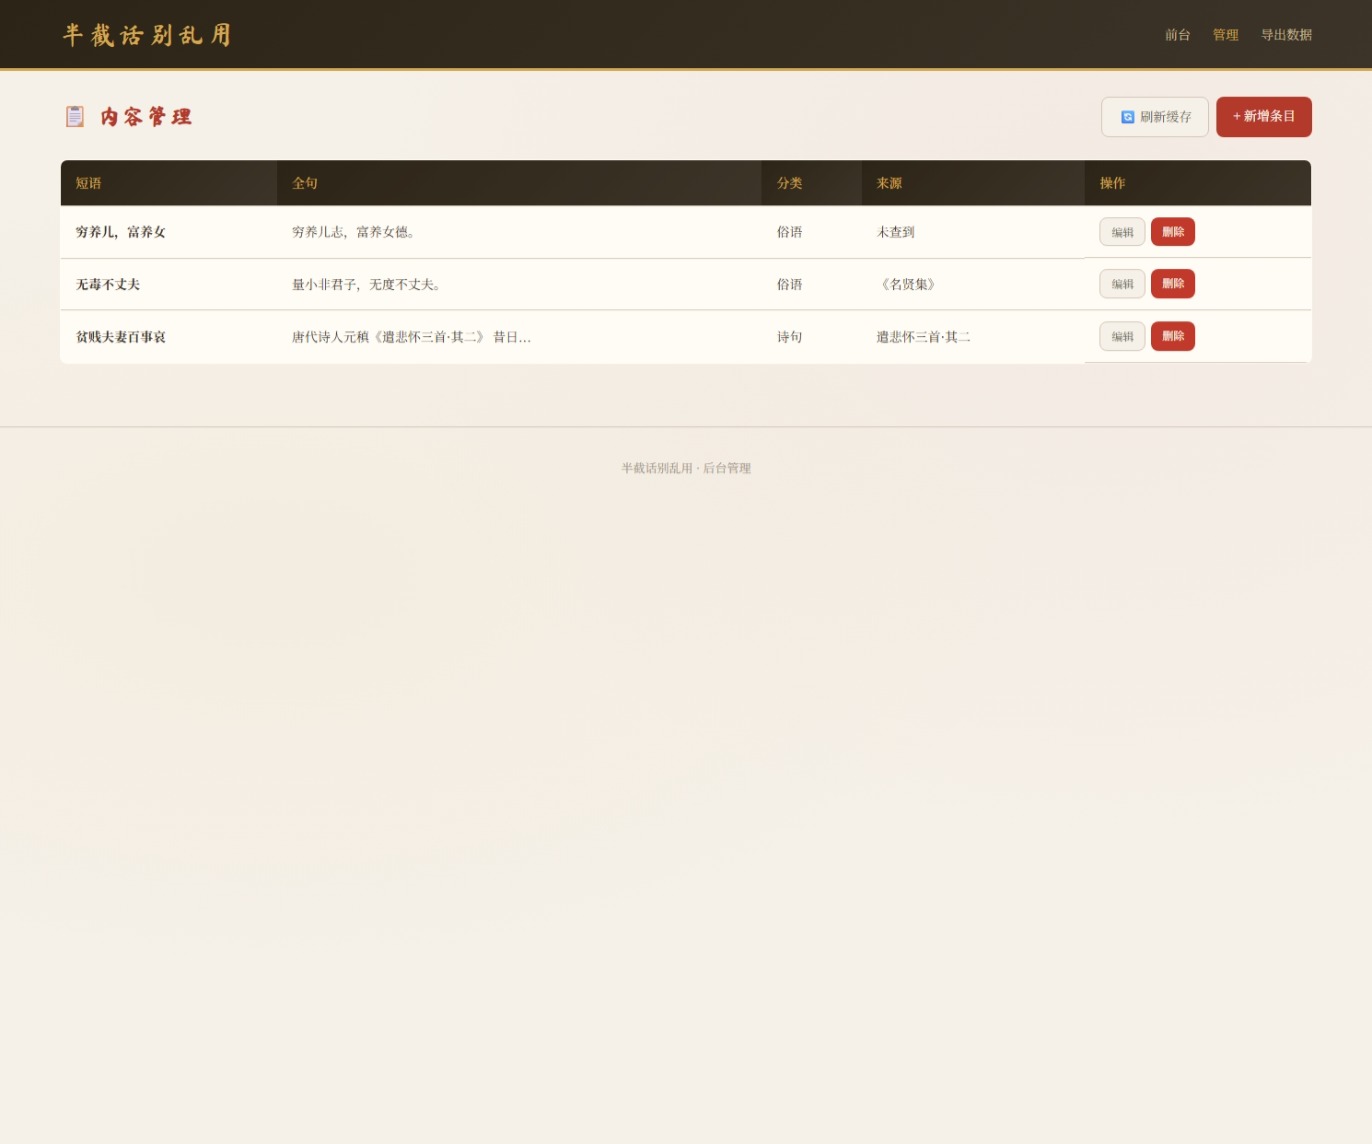 半截话别乱用
前台 管理 导出数据
内容管理
刷新缓存 + 新增条目
短语 全句 分类 来源 操作
穷养儿，富养女 穷养儿志，富养女德。 俗语 未查到 编辑 删除
无毒不丈夫 量小非君子，无度不丈夫。 俗语 《名贤集》 编辑 删除
贫贱夫妻百事哀 唐代诗人元稹《遣悲怀三首·其二》 昔日... 诗句 遣悲怀三首·其二 编辑 删除
半截话别乱用 · 后台管理